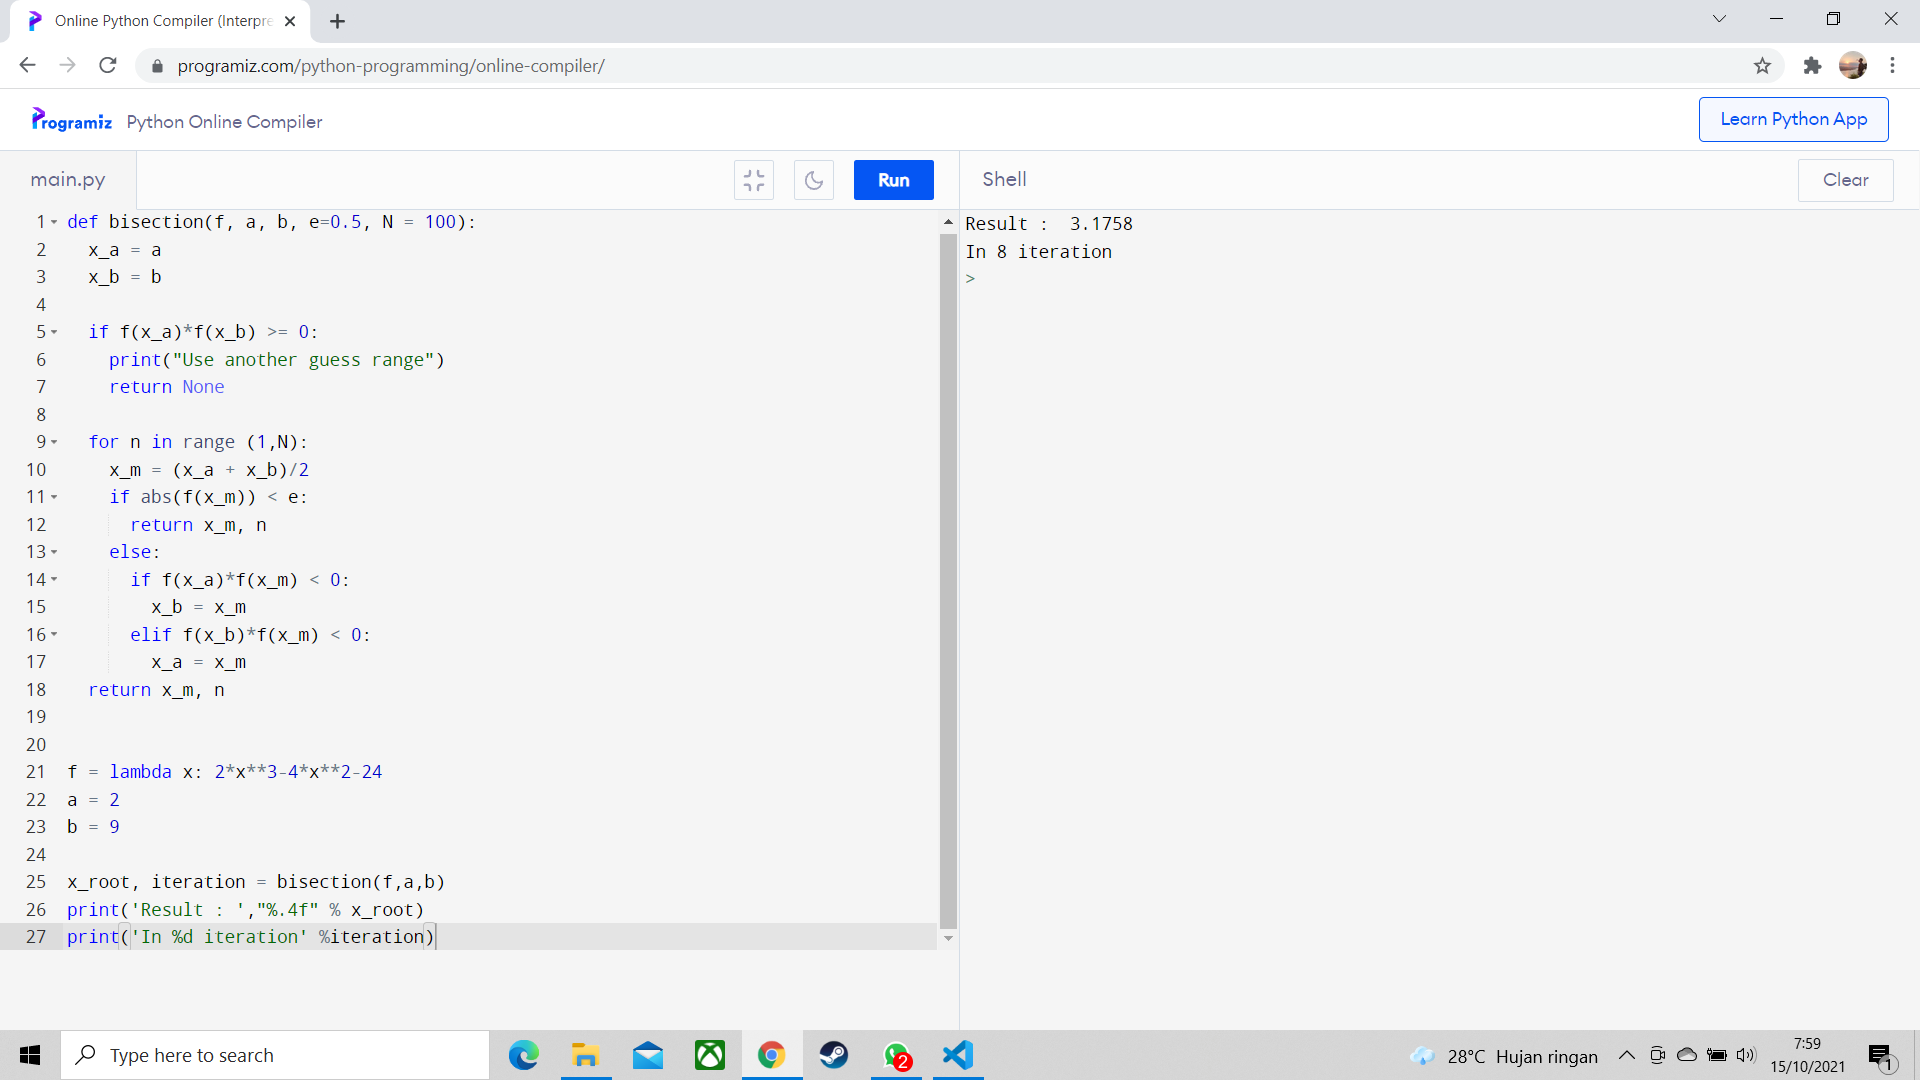 Online Python Compiler (Interpre
programiz.com/python-programming/online-compiler/
Programiz Python Online Compiler
Learn Python App
main.py
Run
Shell
Clear
1 def bisection(f, a, b, e=0.5, N = 100):
2 x_a = a
3 x_b = b
4
5 if f(x_a)*f(x_b) >= 0:
6 print("Use another guess range")
7 return None
8
9 for n in range (1,N):
10 x_m = (x_a + x_b)/2
11 if abs(f(x_m)) < e:
12 return x_m, n
13 else:
14 if f(x_a)*f(x_m) < 0:
15 x_b = x_m
16 elif f(x_b)*f(x_m) < 0:
17 x_a = x_m
18 return x_m, n
19
20
21 f = lambda x: 2*x**3-4*x**2-24
22 a = 2
23 b = 9
24
25 x_root, iteration = bisection(f,a,b)
26 print('Result : ',"%.4f" % x_root)
27 print('In %d iteration' %iteration)
Result :  3.1758
In 8 iteration
>
Type here to search
2
28°C Hujan ringan
7:59
15/10/2021
1